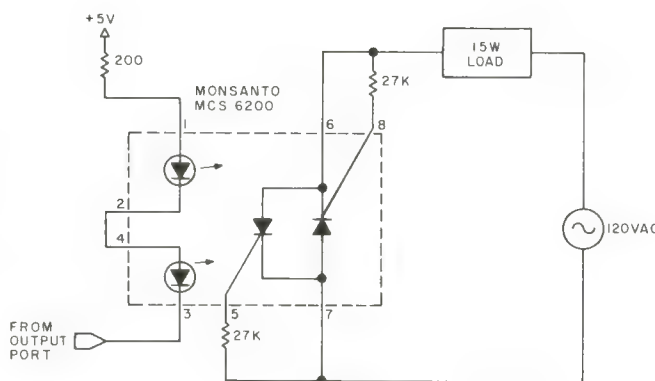 +5V
200
MONSANTO
MCS 6200
1
2
4
3
5
6
7
8
27K
27K
15W
LOAD
120VAC
FROM
OUTPUT
PORT